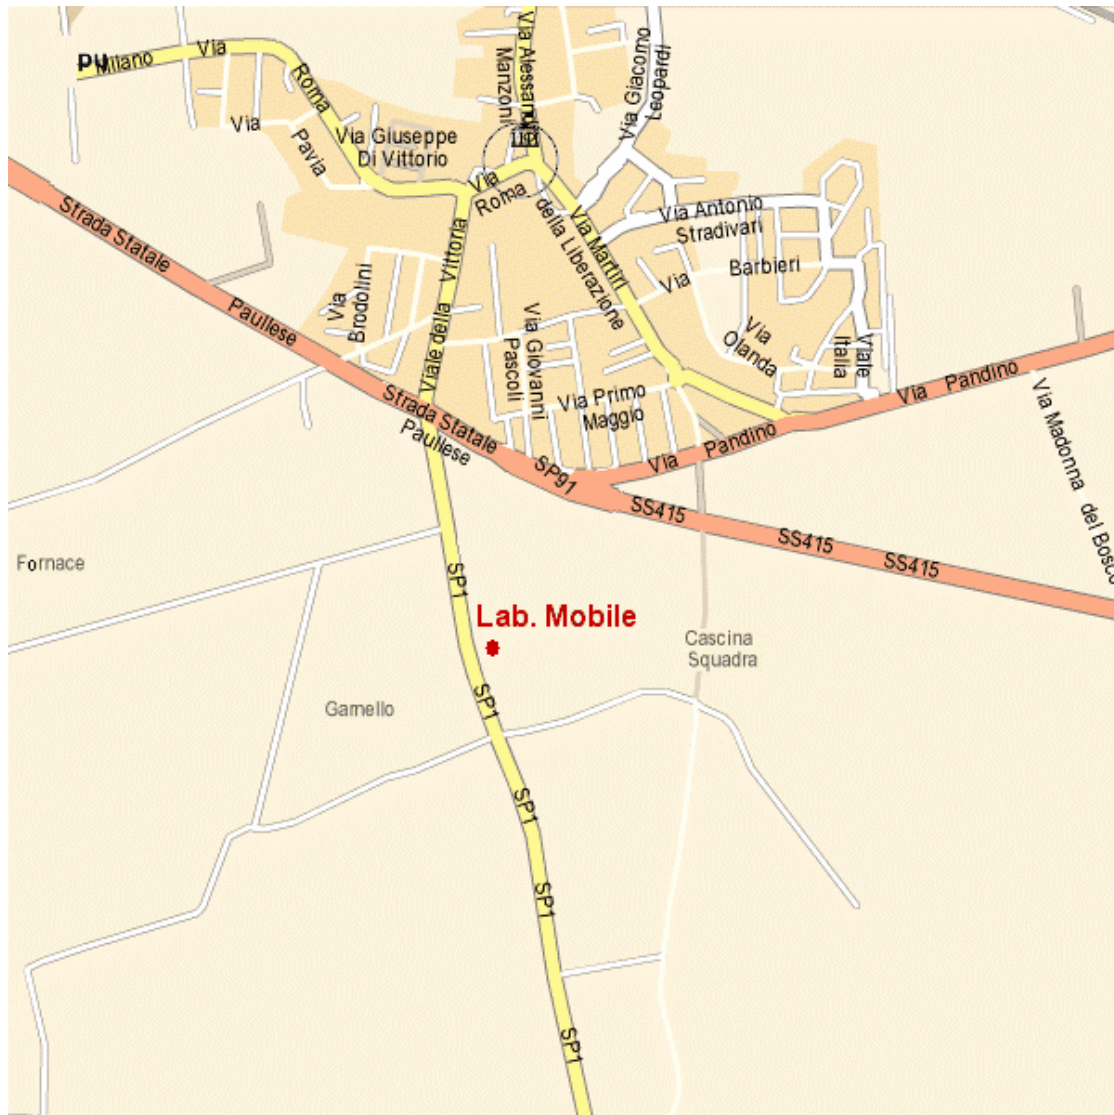 PU
Milano
Via
Roma
Via
Pavia
Via Giuseppe
Di Vittorio
Via Alessandro
Manzoni
Via Giacomo
Leopardi
Via
Roma
Via Martiri
della Liberazione
Via Antonio
Stradivari
Via
Barbieri
Via
Olanda
Viale
Italia
Strada Statale
Paullese
Via
Brodolini
Viale della Vittoria
Via Giovanni
Pascoli
Via Primo
Maggio
Strada Statale
Paullese
SP91
Via Pandino
Via Pandino
Via Madonna del Bosco
SS415
SS415
SS415
Fornace
SP1
Lab. Mobile
Cascina
Squadra
Gamello
SP1
SP1
SP1
SP1